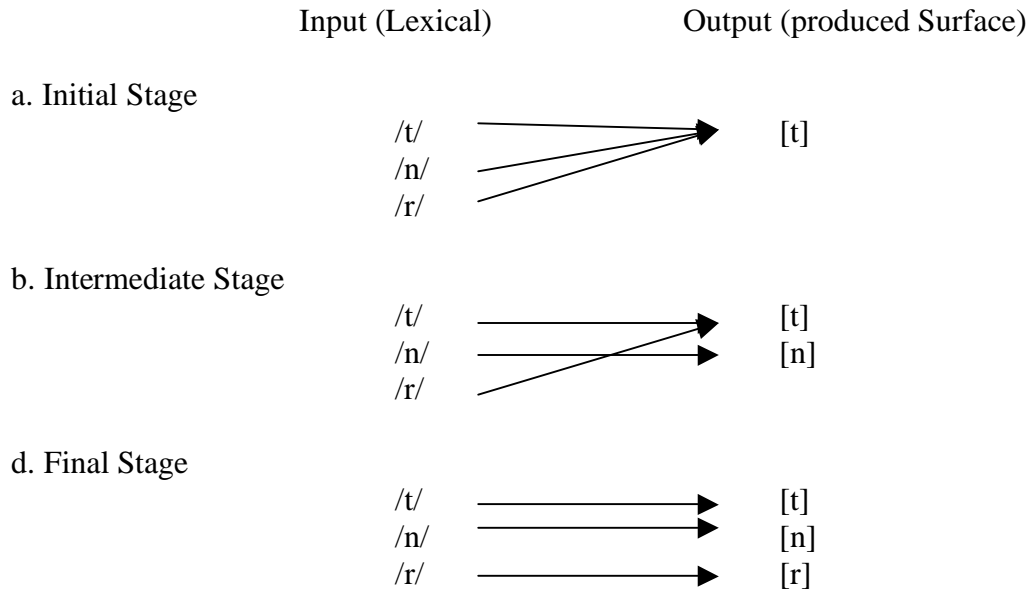 Input (Lexical) Output (produced Surface)
a. Initial Stage
/t/ [t]
/n/
/r/
b. Intermediate Stage
/t/ [t]
/n/ [n]
/r/
d. Final Stage
/t/ [t]
/n/ [n]
/r/ [r]